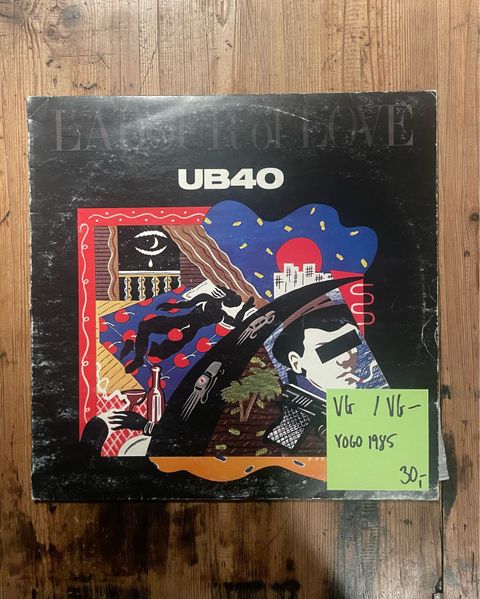 LABOUR of LOVE
UB40
VG / VG-
YOGO 1985
30,-